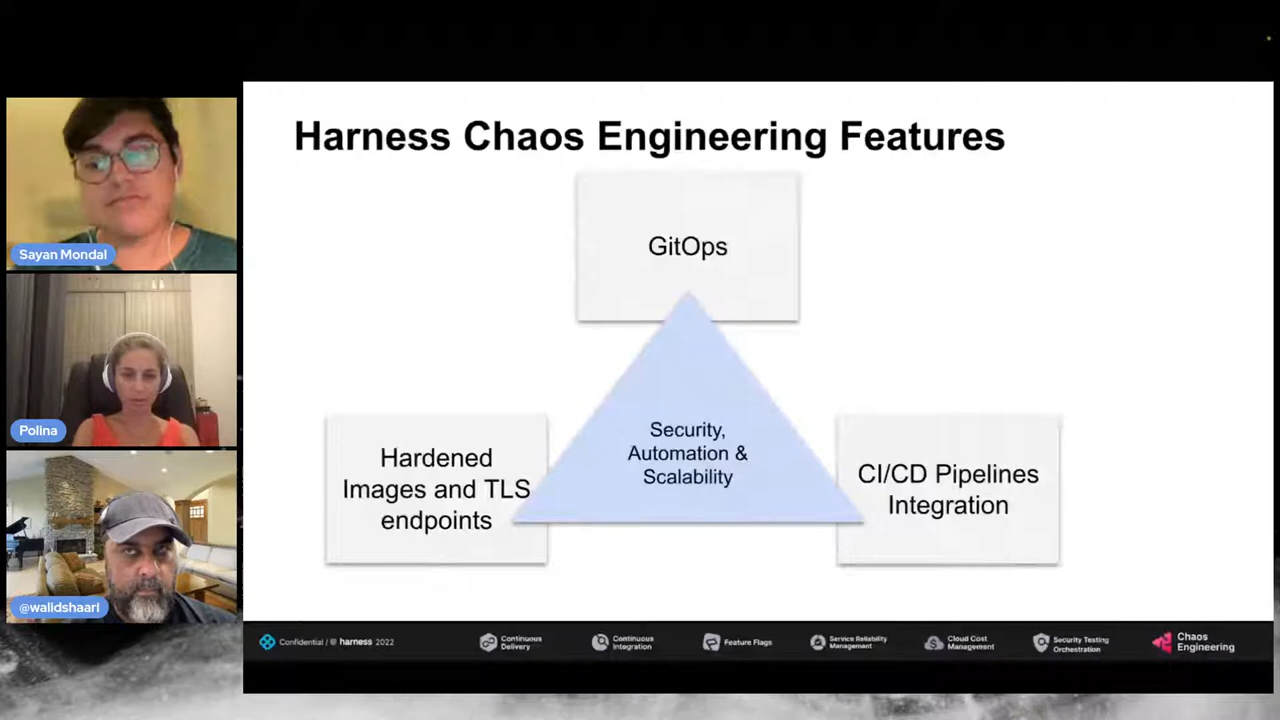 Harness Chaos Engineering Features
GitOps
Security,
Automation &
Scalability
Hardened
Images and TLS
endpoints
CI/CD Pipelines
Integration
Sayan Mondal
Polina
@walidshaari
Confidential / @ harness 2022
Continuous
Delivery
Continuous
Integration
Feature Flags
Service Reliability
Management
Cloud Cost
Management
Security Testing
Orchestration
Chaos
Engineering